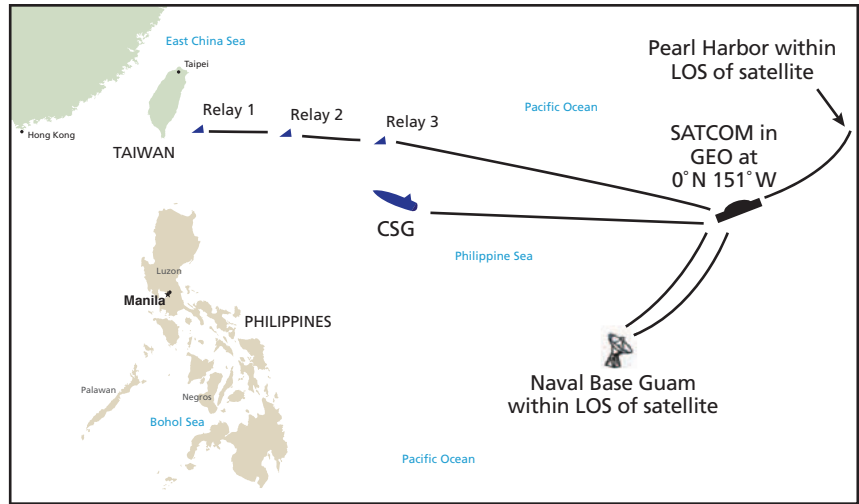 East China Sea
Taipei
Pearl Harbor within
LOS of satellite
Relay 1
Relay 2
Relay 3
Pacific Ocean
Hong Kong
TAIWAN
SATCOM in
GEO at
0°N 151°W
CSG
Philippine Sea
Luzon
Manila
PHILIPPINES
Naval Base Guam
within LOS of satellite
Palawan
Negros
Bohol Sea
Pacific Ocean